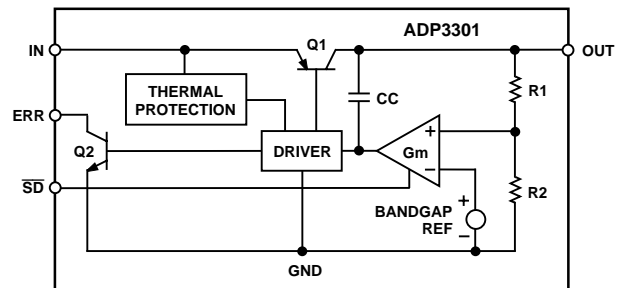 ADP3301
IN
Q1
OUT
THERMAL
PROTECTION
CC
R1
ERR
Q2
DRIVER
+
Gm
−
SD
R2
BANDGAP
REF
+
−
GND